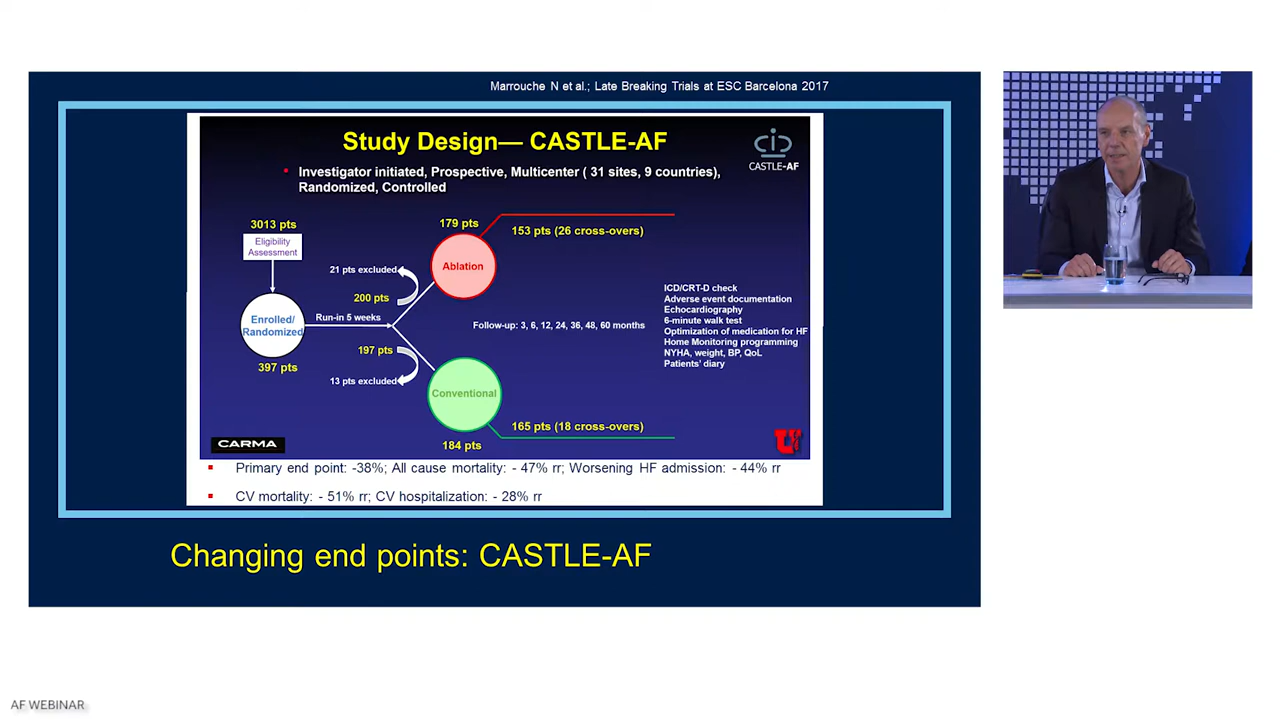 Marrouche N et al.; Late Breaking Trials at ESC Barcelona 2017
Study Design— CASTLE-AF
CASTLE-AF
Investigator initiated, Prospective, Multicenter ( 31 sites, 9 countries),
Randomized, Controlled
3013 pts
Eligibility
Assessment
Enrolled/
Randomized
397 pts
Run-in 5 weeks
21 pts excluded
200 pts
197 pts
13 pts excluded
179 pts
Ablation
153 pts (26 cross-overs)
Follow-up: 3, 6, 12, 24, 36, 48, 60 months
Conventional
184 pts
165 pts (18 cross-overs)
ICD/CRT-D check
Adverse event documentation
Echocardiography
6-minute walk test
Optimization of medication for HF
Home Monitoring programming
NYHA, weight, BP, QoL
Patients' diary
CARMA
U
Primary end point: -38%; All cause mortality: - 47% rr; Worsening HF admission: - 44% rr
CV mortality: - 51% rr; CV hospitalization: - 28% rr
Changing end points: CASTLE-AF
AF WEBINAR